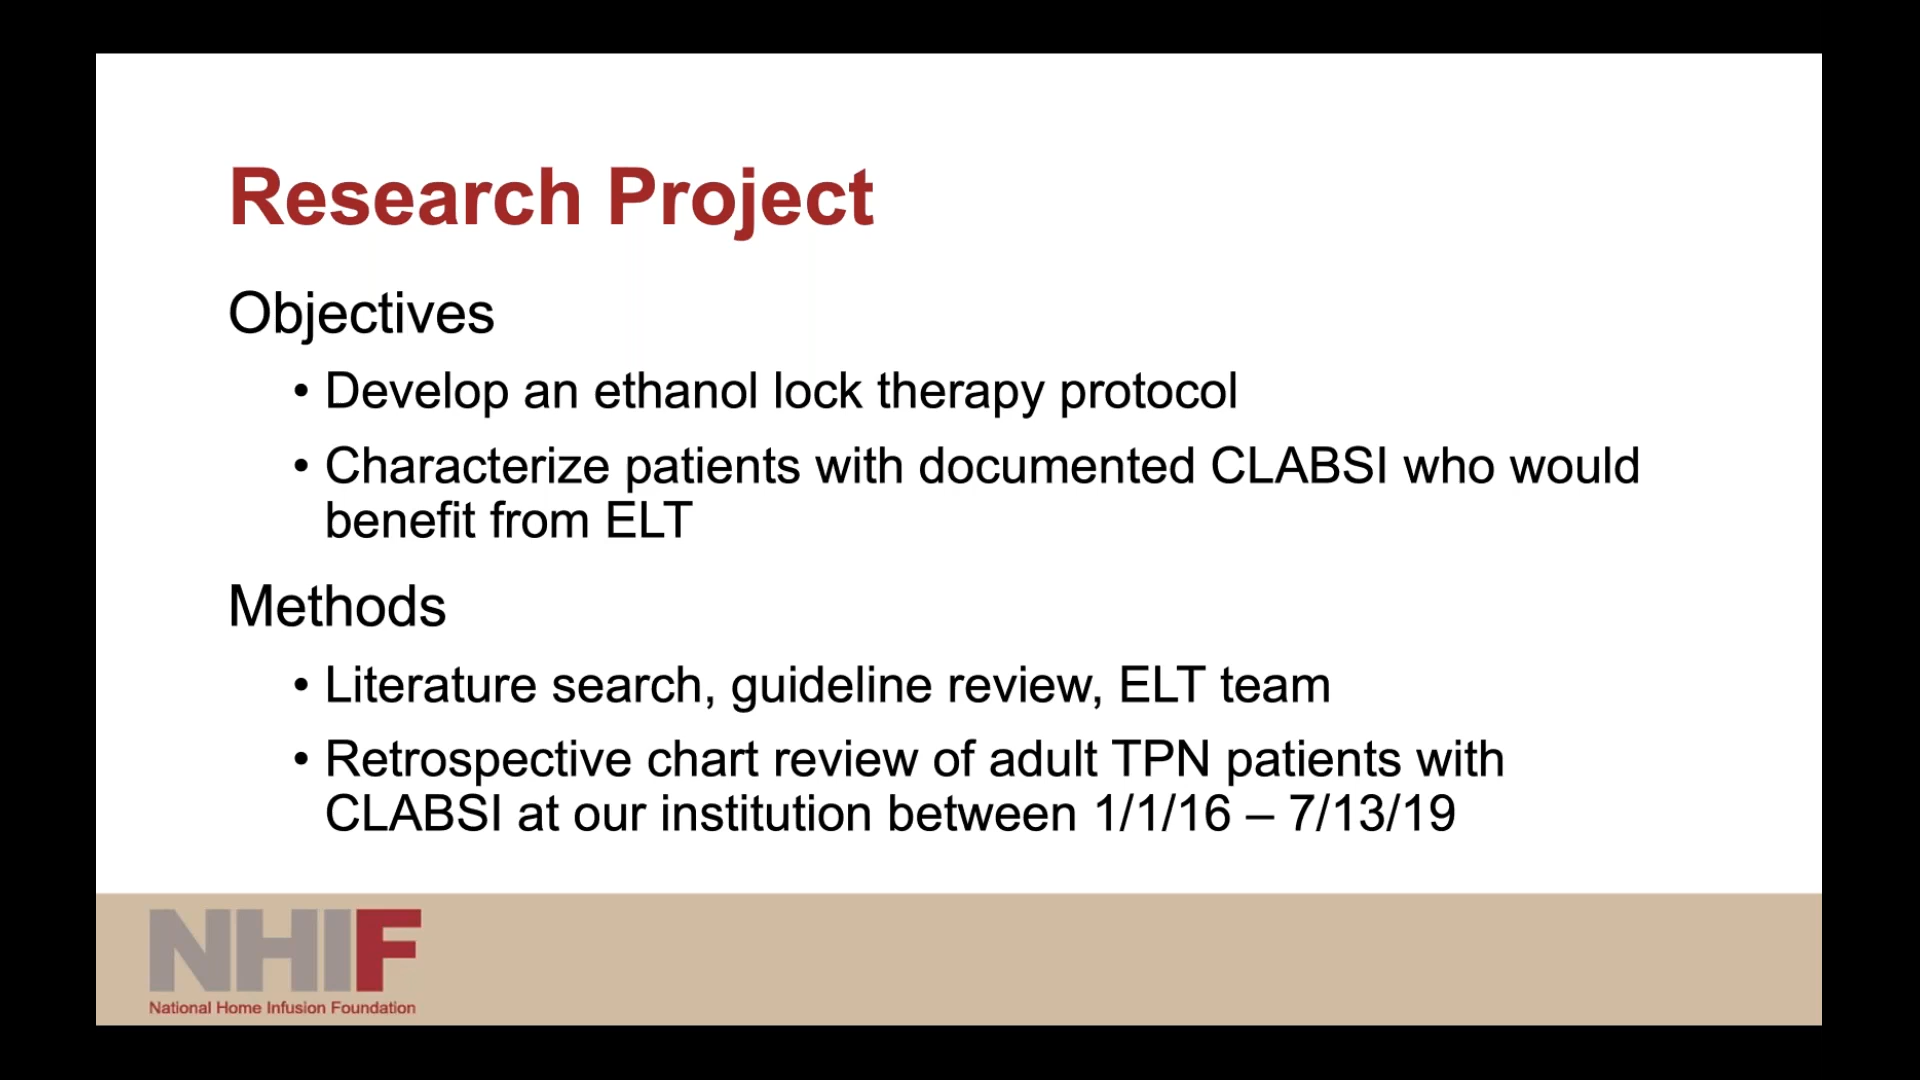 Research Project
Objectives
• Develop an ethanol lock therapy protocol
• Characterize patients with documented CLABSI who would
benefit from ELT
Methods
• Literature search, guideline review, ELT team
• Retrospective chart review of adult TPN patients with
CLABSI at our institution between 1/1/16 – 7/13/19
NHIF
National Home Infusion Foundation